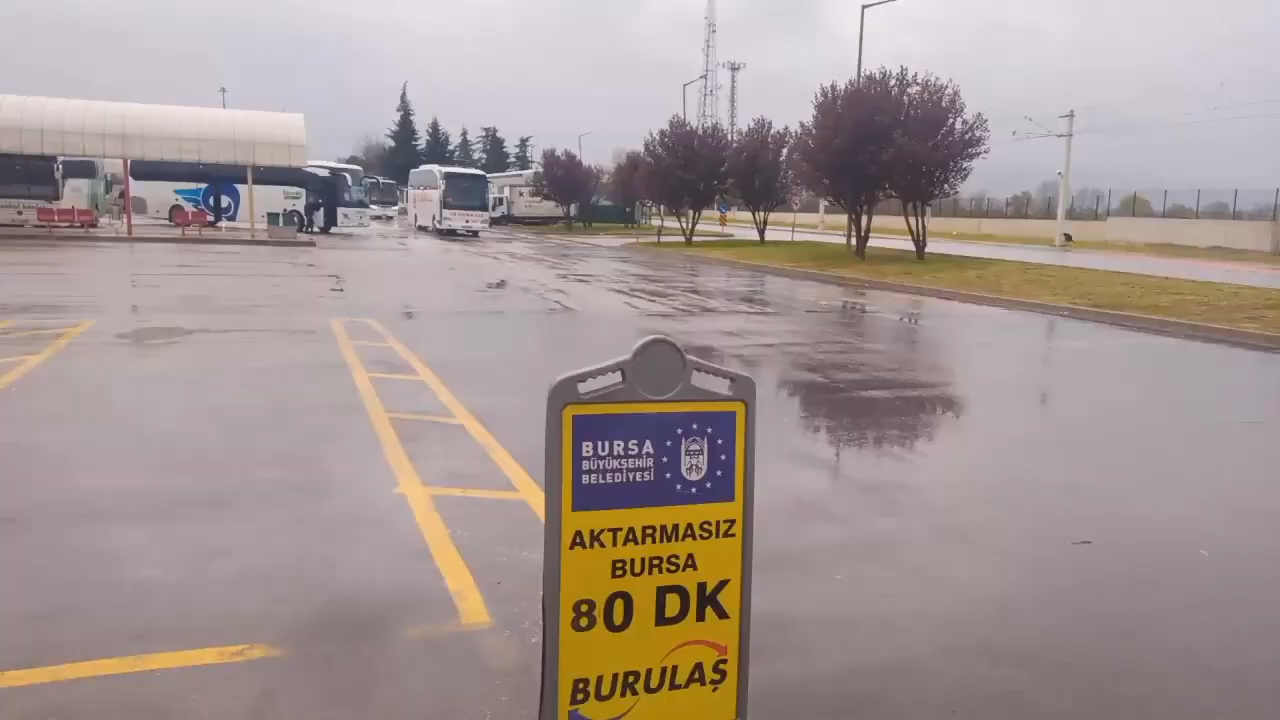 BURSA
BÜYÜKŞEHİR
BELEDİYESİ
AKTARMASIZ
BURSA
80 DK
BURULAŞ